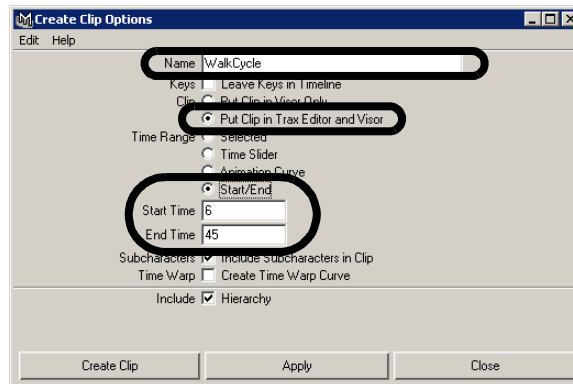 Create Clip Options
Edit Help
Name WalkCycle
Keys Leave Keys in Timeline
Clip Put Clip in Visor Only
Put Clip in Trax Editor and Visor
Time Range Selected
Time Slider
Animation Curve
Start/End
Start Time 6
End Time 45
Subcharacters Include Subcharacters in Clip
Time Warp Create Time Warp Curve
Include Hierarchy
Create Clip Apply Close